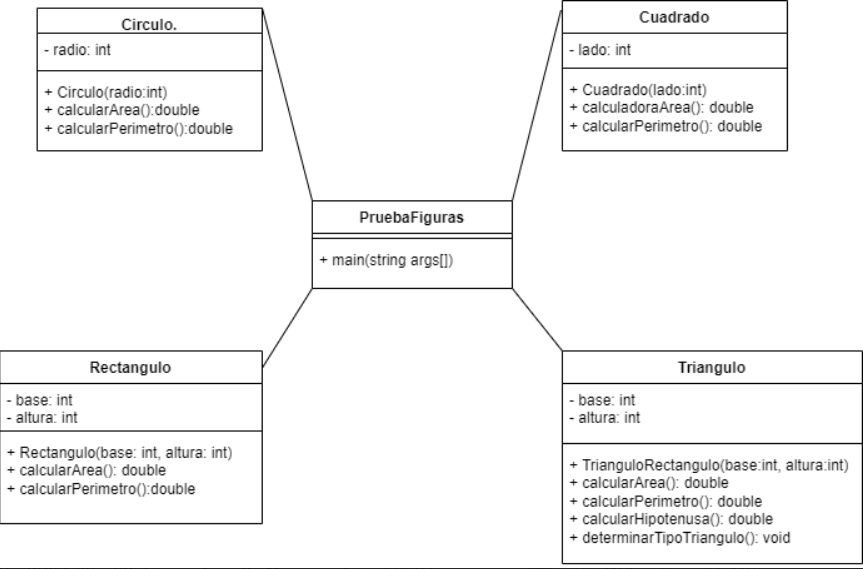 Circulo.
- radio: int
+ Circulo(radio:int)
+ calcularArea():double
+ calcularPerimetro():double
Cuadrado
- lado: int
+ Cuadrado(lado:int)
+ calculadoraArea(): double
+ calcularPerimetro(): double
PruebaFiguras
+ main(string args[])
Rectangulo
- base: int
- altura: int
+ Rectangulo(base: int, altura: int)
+ calcularArea(): double
+ calcularPerimetro():double
Triangulo
- base: int
- altura: int
+ TrianguloRectangulo(base:int, altura:int)
+ calcularArea(): double
+ calcularPerimetro(): double
+ calcularHipotenusa(): double
+ determinarTipoTriangulo(): void